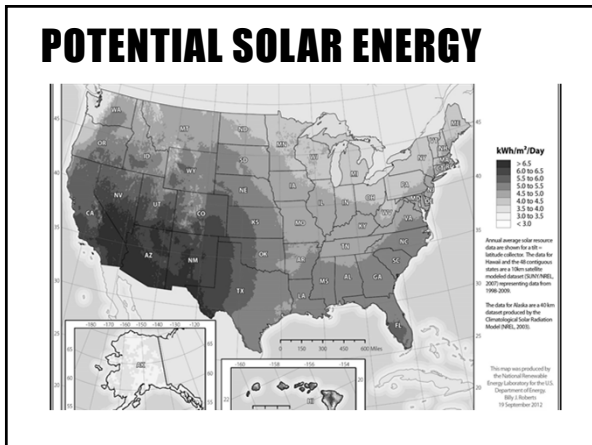 POTENTIAL SOLAR ENERGY
WA
MT
ND
MN
ME
OR
ID
SD
WI
MI
NY
WY
NE
IA
PA
NV
UT
CO
IL
IN
OH
CA
KS
MO
KY
WV
VA
AZ
NM
OK
AR
TN
NC
SC
TX
LA
MS
AL
GA
FL
AK
HI
0 150 300 450 600 Miles
kWh/m²/Day
> 6.5
6.0 to 6.5
5.5 to 6.0
5.0 to 5.5
4.5 to 5.0
4.0 to 4.5
3.5 to 4.0
3.0 to 3.5
< 3.0
Annual average solar resource
data are shown for a tilt =
latitude collector. The data for
Hawaii and the 48 contiguous
states are a 10km satellite
modeled dataset (SUNY/NREL,
2007) representing data from
1998-2009.
The data for Alaska are a 40 km
dataset produced by the
Climatological Solar Radiation
Model (NREL, 2003).
This map was produced by
the National Renewable
Energy Laboratory for the U.S.
Department of Energy.
Billy J. Roberts
19 September 2012